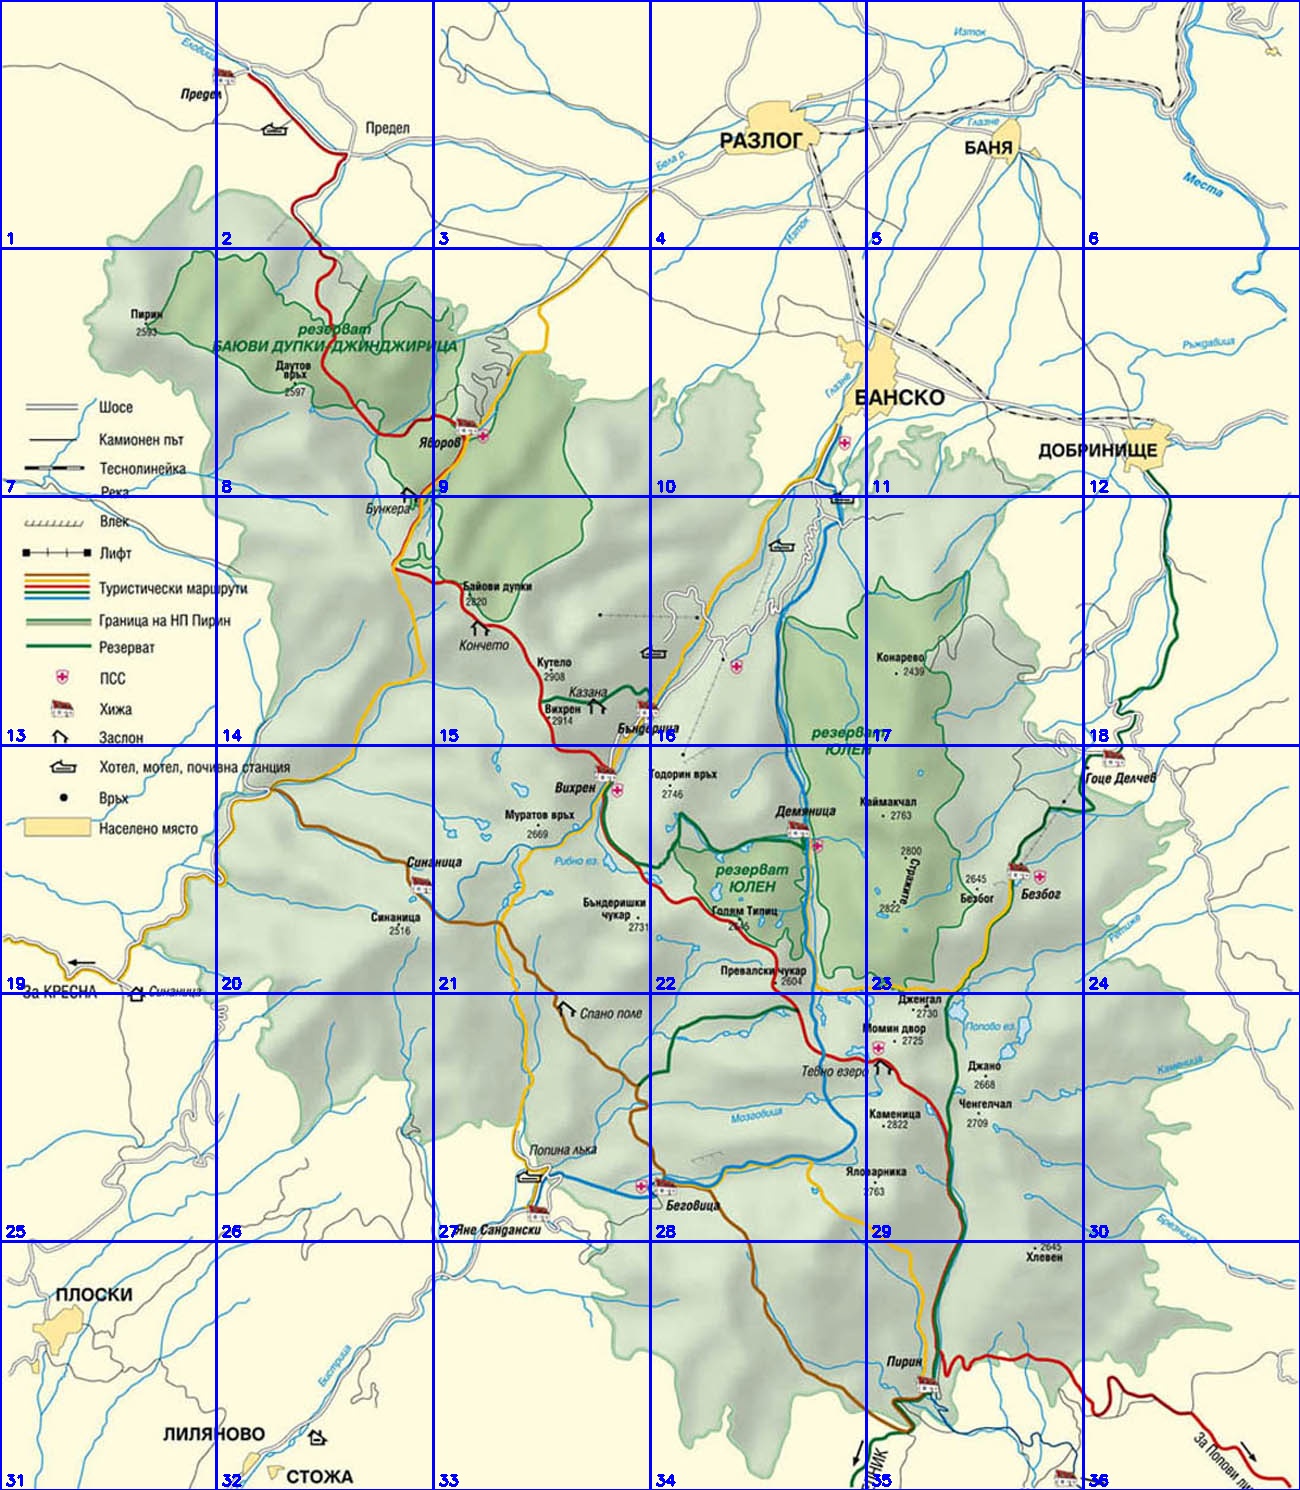 Изток
Еловица
Предел
Предел
РАЗЛОГ
Глазне
БАНЯ
Бела р.
Места
Изток
1
2
3
4
5
6
Пирин
2593
резерват
БАЮВИ ДУПКИ-ДЖИНДЖИРИЦА
Ръждавица
Даутов
връх
2597
Глазне
БАНСКО
Шосе
Яворов
Камионен път
ДОБРИНИЩЕ
Теснолинейка
7
8
9
10
11
12
Река
Бункера
Влек
Лифт
Туристически маршрути
Байови дупки
2820
Граница на НП Пирин
Кончето
Резерват
Кутело
2908
Конарево
2439
ПСС
Казана
Хижа
Вихрен
2914
Бъндерица
резерват
ЮЛЕН
Заслон
13
14
15
16
17
18
Хотел, мотел, почивна станция
Тодорин връх
2746
Гоце Делчев
Вихрен
Връх
Муратов връх
2669
Демяница
Каймакчал
2763
Населено място
Синаница
Рибно ез.
резерват
ЮЛЕН
2800
Стражите
2822
2645
Безбог
Безбог
Синаница
2516
Бъндеришки
чукар
2731
Голям Типиц
2645
Ретиже
Превалски чукар
2604
19
20
21
22
23
24
За КРЕСНА
Синаница
Дженгал
2730
Спано поле
Попово ез.
Момин двор
2725
Тевно езеро
Джано
2668
Каменица
Мозговица
Каменица
2822
Ченгелчал
2709
Попина лъка
Яловарника
2763
Беговица
Яне Сандански
Брезница
25
26
27
28
29
30
2645
Хлевен
ПЛОСКИ
Бистрица
Пирин
ЛИЛЯНОВО
СТОЖА
За Попови
31
32
33
34
35
36